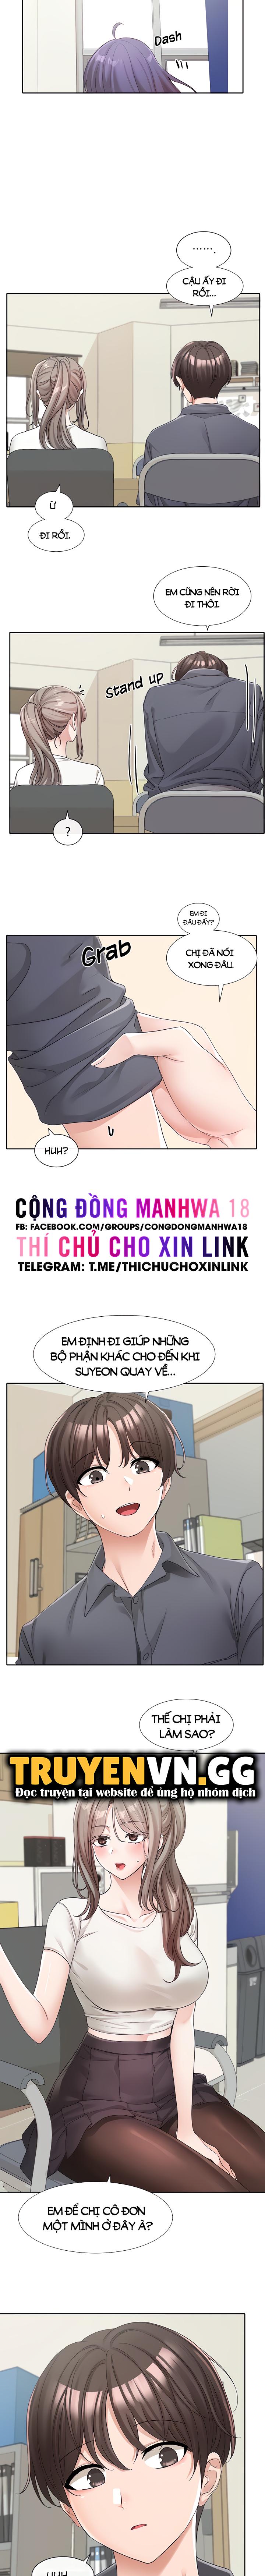 Dash
.......
CẬU ẤY ĐI
RỒI...
Ừ
ĐI RỒI.
EM CŨNG NÊN RỜI
ĐI THÔI.
Stand up
?
EM ĐI
ĐÂU ĐẤY?
Grab
CHỊ ĐÃ NÓI
XONG ĐÂU.
HUH?
CỘNG ĐỒNG MANHWA 18
FB: FACEBOOK.COM/GROUPS/CONGDONGMANHWA18
THÍ CHỦ CHO XIN LINK
TELEGRAM: T.ME/THICHUCHOXINLINK
EM ĐỊNH ĐI GIÚP NHỮNG
BỘ PHẬN KHÁC CHO ĐẾN KHI
SUYEON QUAY VỀ...
THẾ CHỊ PHẢI
LÀM SAO?
TRUYENVN.GG
Đọc truyện tại website để ủng hộ nhóm dịch
EM ĐỂ CHỊ CÔ ĐƠN
MỘT MÌNH Ở ĐÂY À?